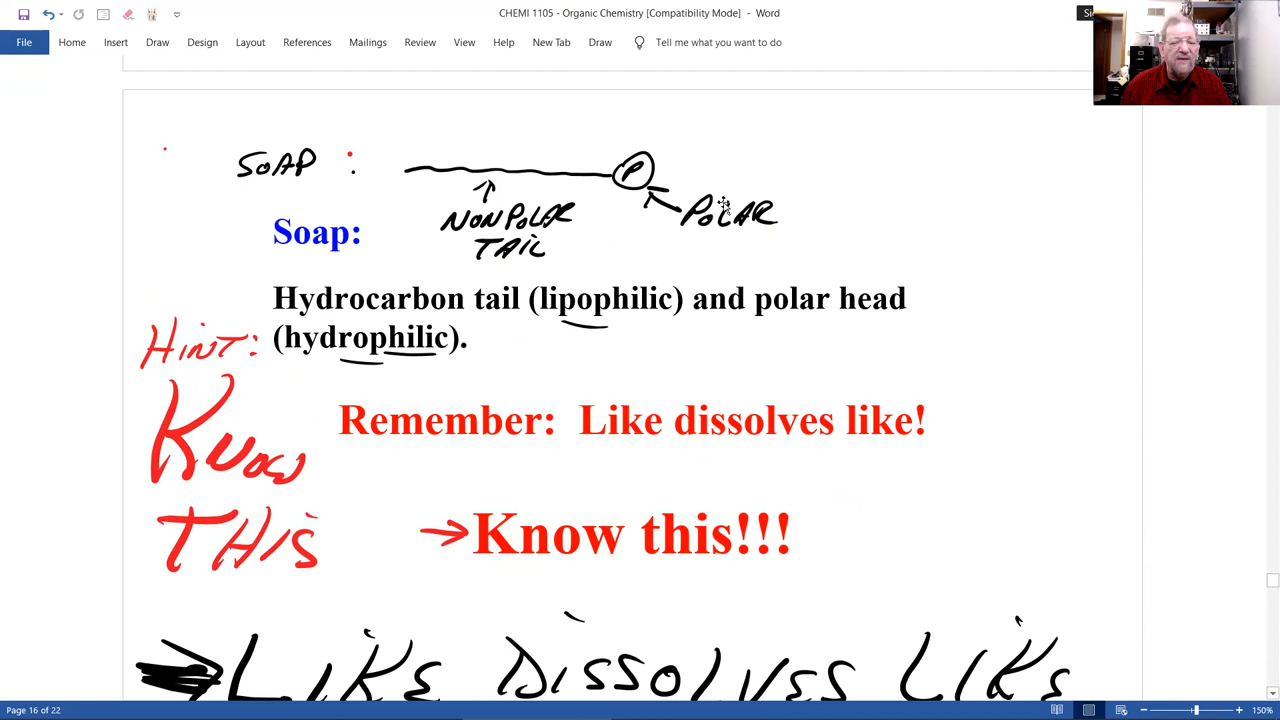 CHEMI 1105 - Organic Chemistry [Compatibility Mode] - Word
File Home Insert Draw Design Layout References Mailings Review View Help New Tab Draw Tell me what you want to do
SOAP : P
NONPOLAR POLAR
TAIL
Soap:
Hydrocarbon tail (lipophilic) and polar head
(hydrophilic).
HINT:
KNOW
THIS
Remember: Like dissolves like!
→Know this!!!
→LIKE DISSOLVES LIKE
Page 16 of 22 150%